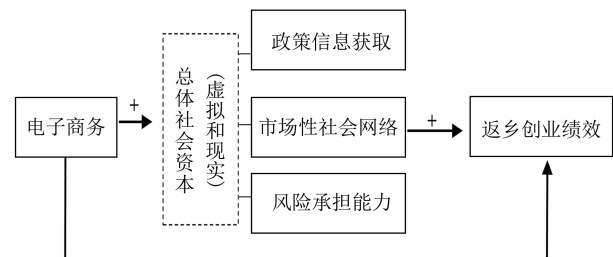 电子商务
+
总体社会资本
（虚拟和现实）
政策信息获取
市场性社会网络
风险承担能力
+
返乡创业绩效